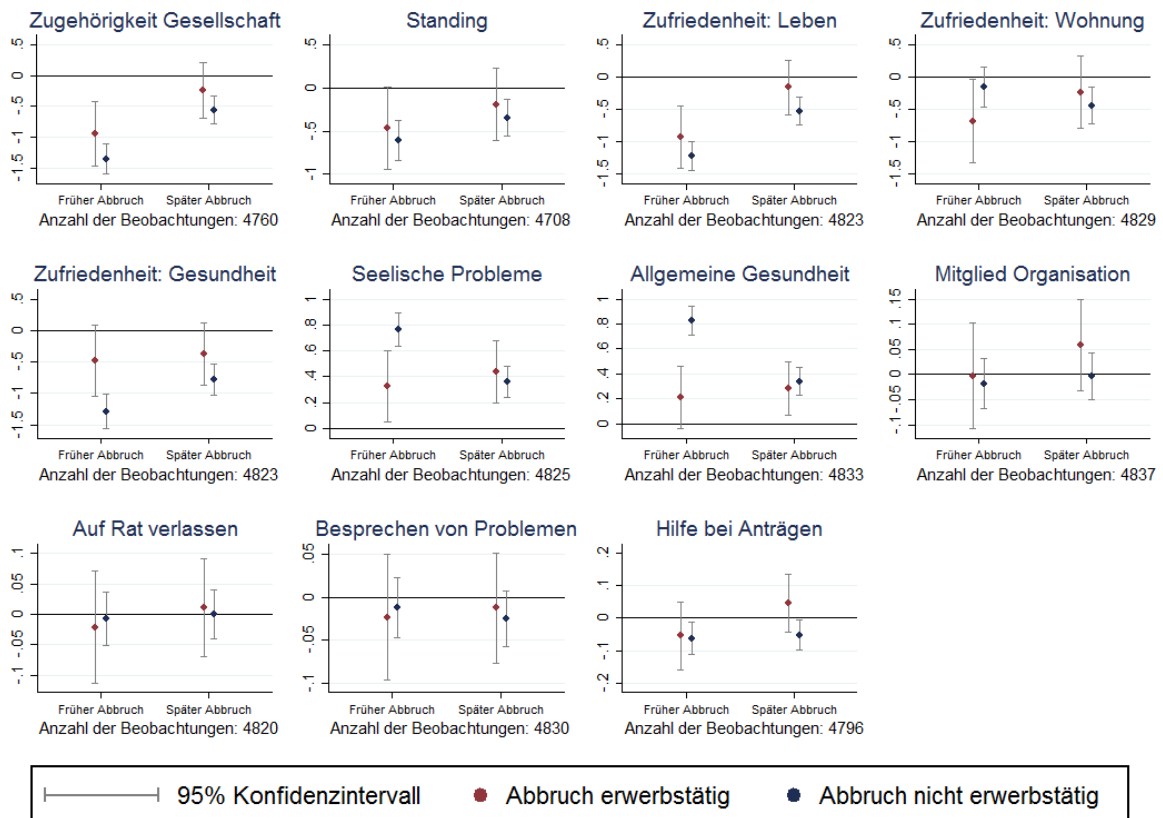 Zugehörigkeit Gesellschaft
.5
0
-.5
-1
-1.5
Früher Abbruch Später Abbruch
Anzahl der Beobachtungen: 4760
Standing
.5
0
-.5
-1
Früher Abbruch Später Abbruch
Anzahl der Beobachtungen: 4708
Zufriedenheit: Leben
.5
0
-.5
-1
-1.5
Früher Abbruch Später Abbruch
Anzahl der Beobachtungen: 4823
Zufriedenheit: Wohnung
.5
0
-.5
-1
-1.5
Früher Abbruch Später Abbruch
Anzahl der Beobachtungen: 4829
Zufriedenheit: Gesundheit
.5
0
-.5
-1
-1.5
Früher Abbruch Später Abbruch
Anzahl der Beobachtungen: 4823
Seelische Probleme
1
.8
.6
.4
.2
0
Früher Abbruch Später Abbruch
Anzahl der Beobachtungen: 4825
Allgemeine Gesundheit
1
.8
.6
.4
.2
0
Früher Abbruch Später Abbruch
Anzahl der Beobachtungen: 4833
Mitglied Organisation
.15
.1
.05
0
-.05
-.1
Früher Abbruch Später Abbruch
Anzahl der Beobachtungen: 4837
Auf Rat verlassen
.1
.05
0
-.05
-.1
Früher Abbruch Später Abbruch
Anzahl der Beobachtungen: 4820
Besprechen von Problemen
.05
0
-.05
-.1
Früher Abbruch Später Abbruch
Anzahl der Beobachtungen: 4830
Hilfe bei Anträgen
.2
.1
0
-.1
-.2
Früher Abbruch Später Abbruch
Anzahl der Beobachtungen: 4796
95% Konfidenzintervall Abbruch erwerbstätig Abbruch nicht erwerbstätig